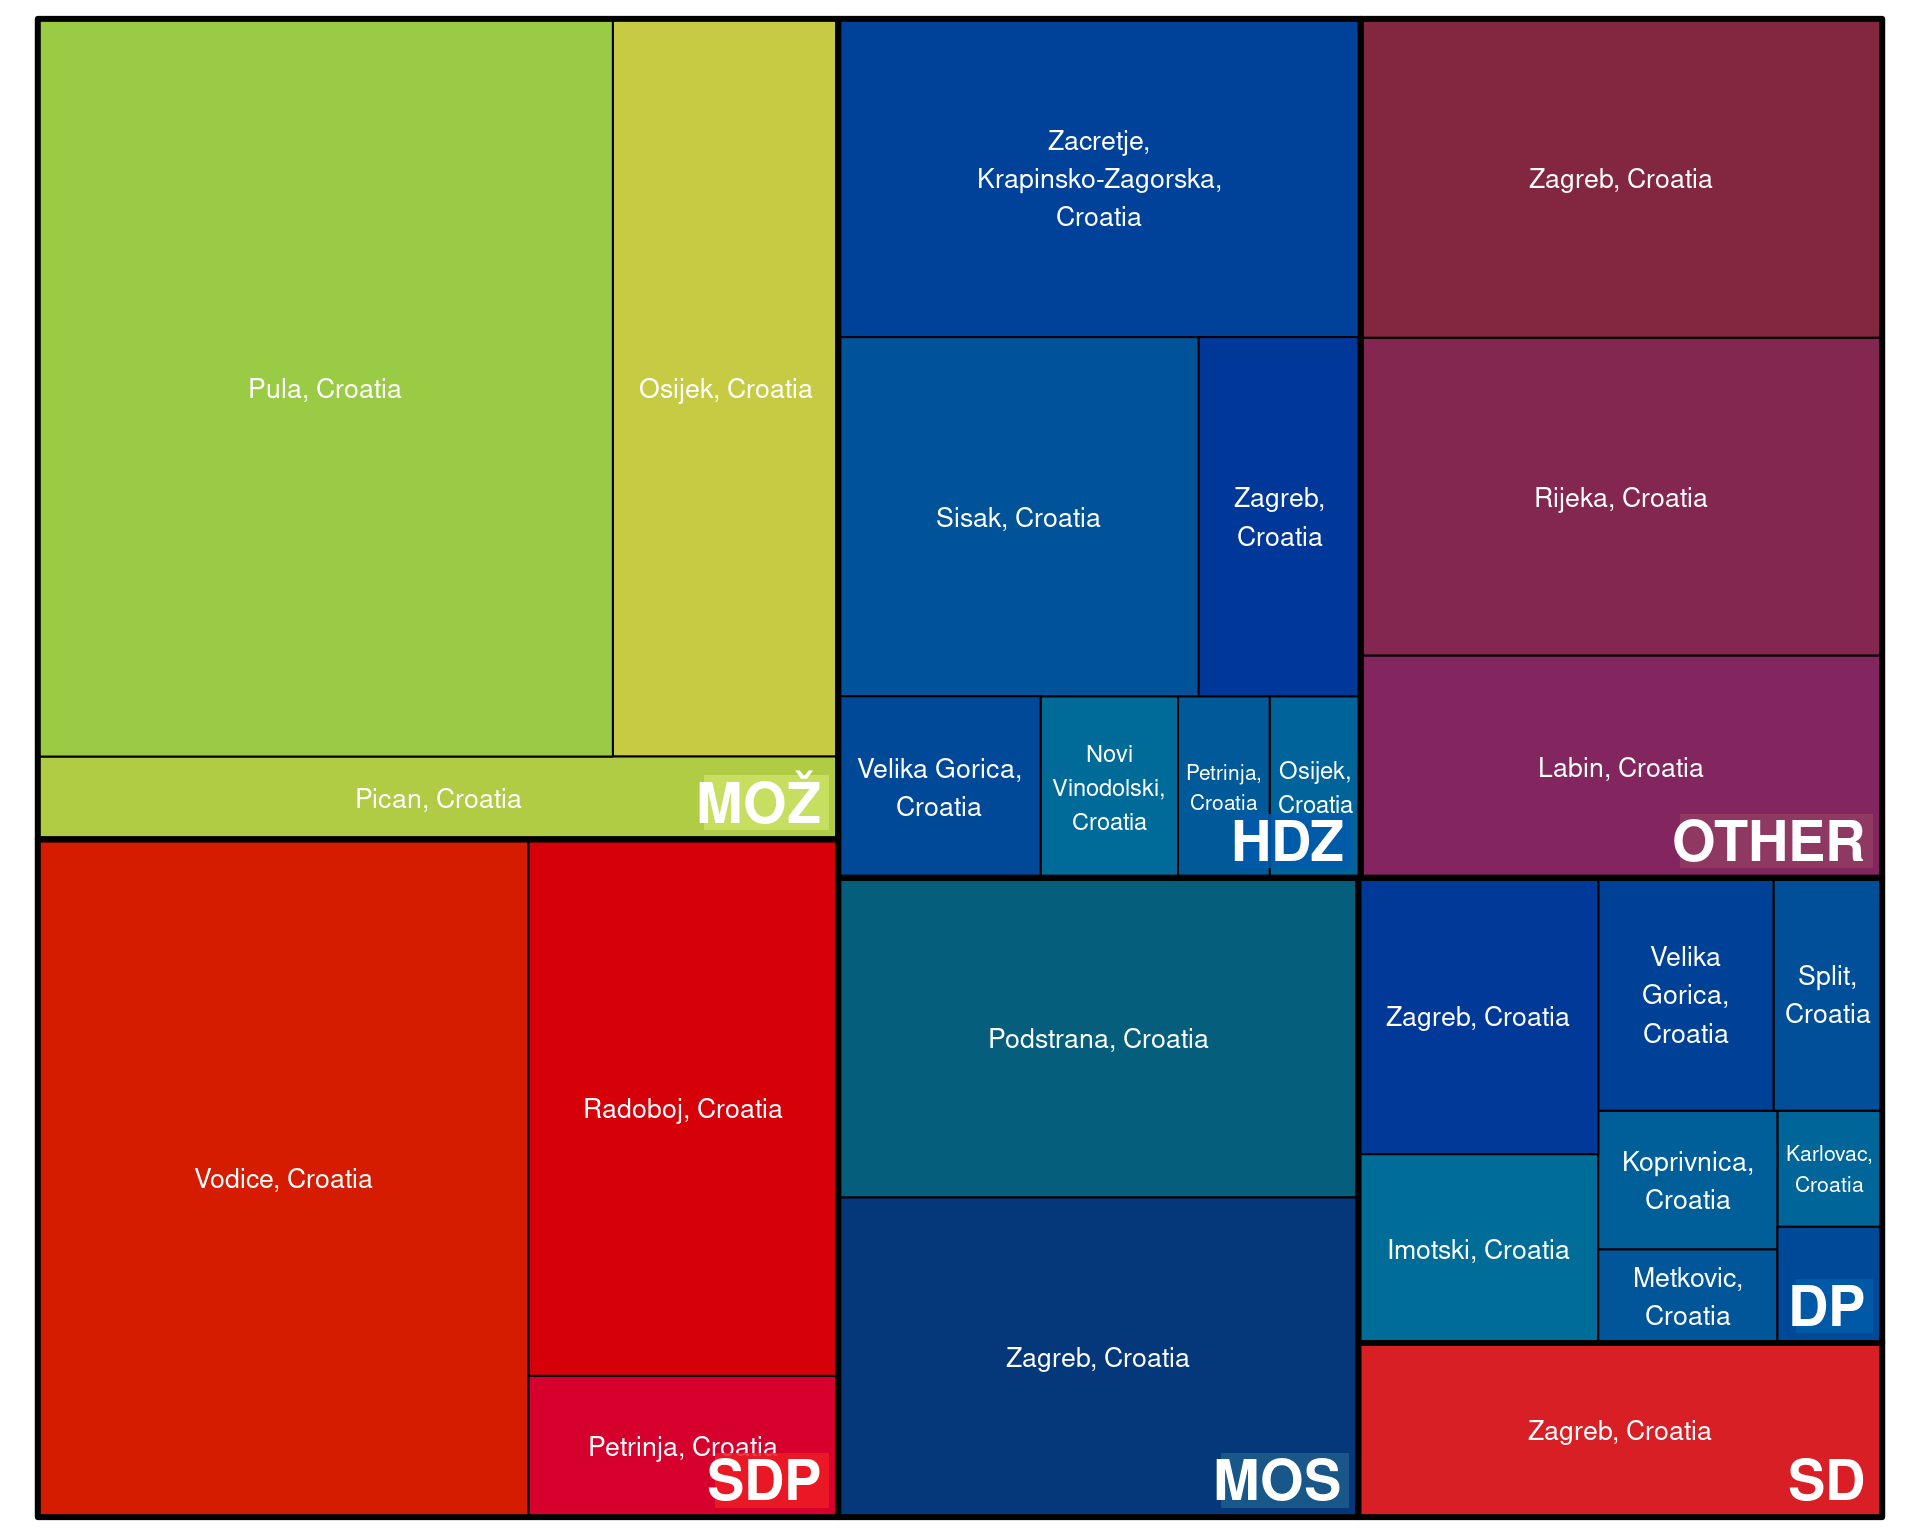 Pula, Croatia
Osijek, Croatia
Pican, Croatia
MOŽ
Zacretje,
Krapinsko-Zagorska,
Croatia
Sisak, Croatia
Zagreb,
Croatia
Velika Gorica,
Croatia
Novi
Vinodolski,
Croatia
Petrinja,
Croatia
Osijek,
Croatia
HDZ
Zagreb, Croatia
Rijeka, Croatia
Labin, Croatia
OTHER
Vodice, Croatia
Radoboj, Croatia
Petrinja, Croatia
SDP
Podstrana, Croatia
Zagreb, Croatia
MOS
Zagreb, Croatia
Velika
Gorica,
Croatia
Split,
Croatia
Imotski, Croatia
Koprivnica,
Croatia
Karlovac,
Croatia
Metkovic,
Croatia
DP
Zagreb, Croatia
SD